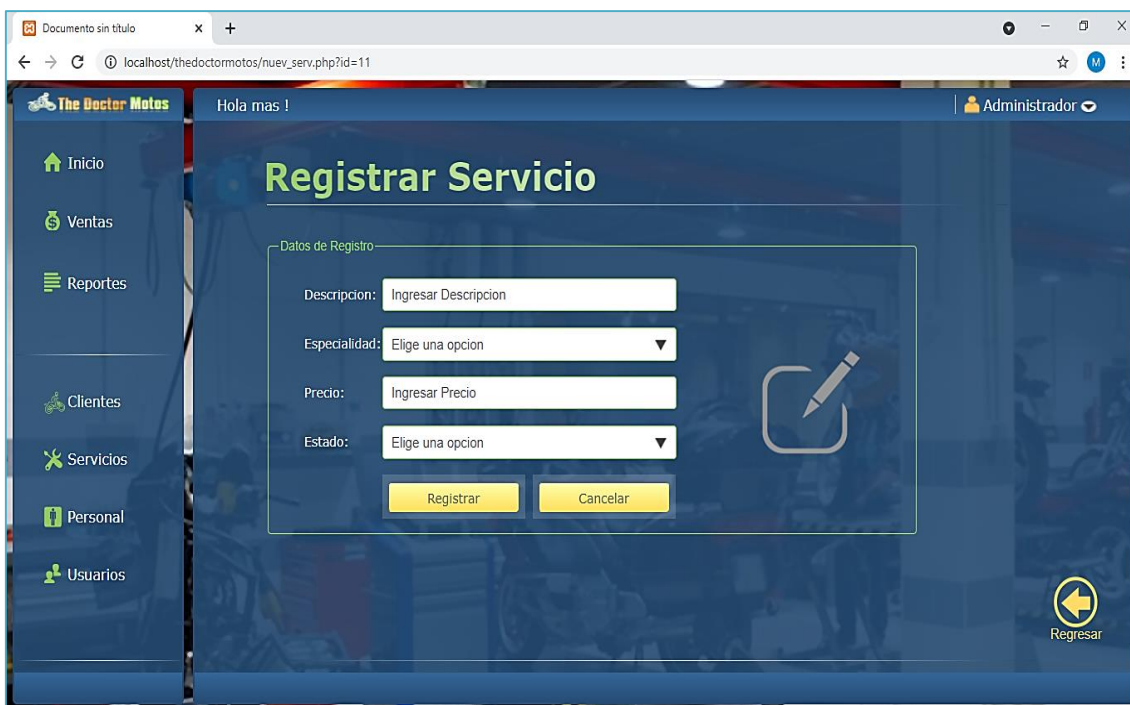 Documento sin título
localhost/thedoctormotos/nuev_serv.php?id=11
M
The Doctor Motos
Hola mas !
Administrador
Inicio
Ventas
Reportes
Clientes
Servicios
Personal
Usuarios
Registrar Servicio
Datos de Registro
Descripcion: Ingresar Descripcion
Especialidad: Elige una opcion
Precio: Ingresar Precio
Estado: Elige una opcion
Registrar Cancelar
Regresar